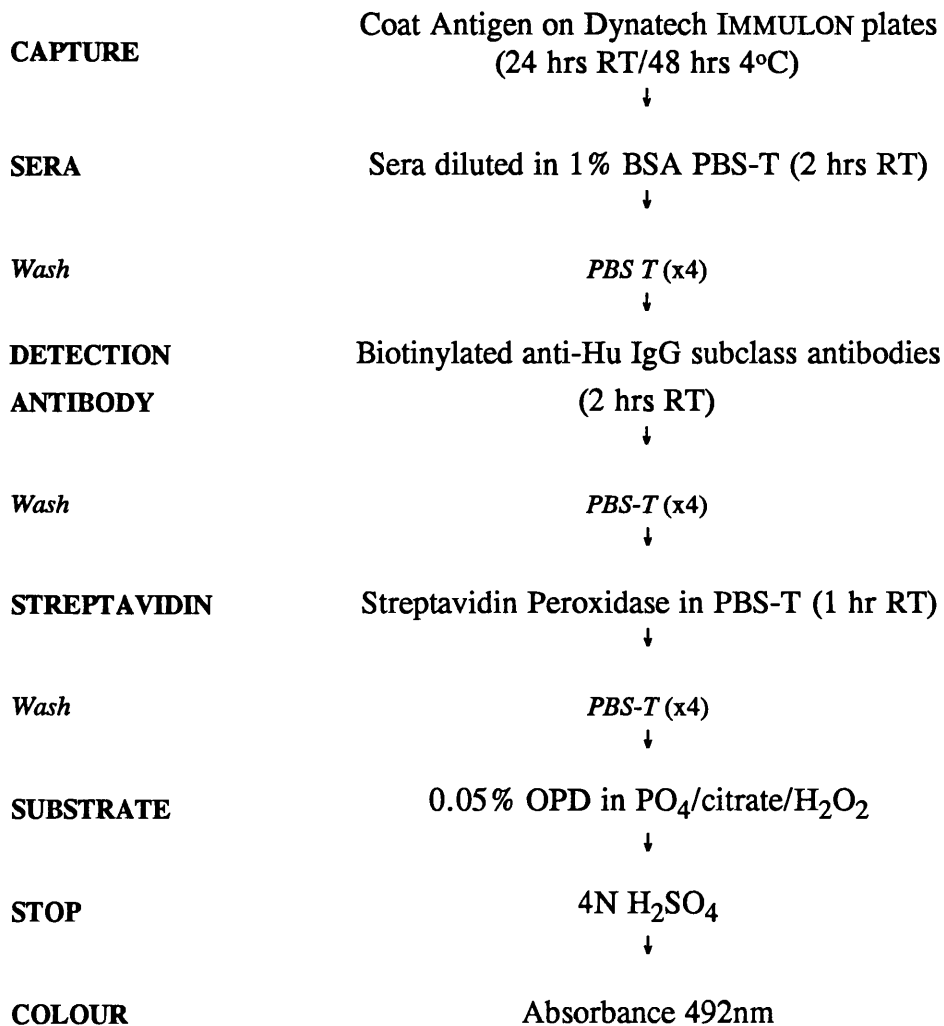 CAPTURE
Coat Antigen on Dynatech IMMULON plates
(24 hrs RT/48 hrs 4ºC)
↓
SERA
Sera diluted in 1% BSA PBS-T (2 hrs RT)
↓
Wash
PBS T (x4)
↓
DETECTION
ANTIBODY
Biotinylated anti-Hu IgG subclass antibodies
(2 hrs RT)
↓
Wash
PBS-T (x4)
↓
STREPTAVIDIN
Streptavidin Peroxidase in PBS-T (1 hr RT)
↓
Wash
PBS-T (x4)
↓
SUBSTRATE
0.05% OPD in PO₄/citrate/H₂O₂
↓
STOP
4N H₂SO₄
↓
COLOUR
Absorbance 492nm